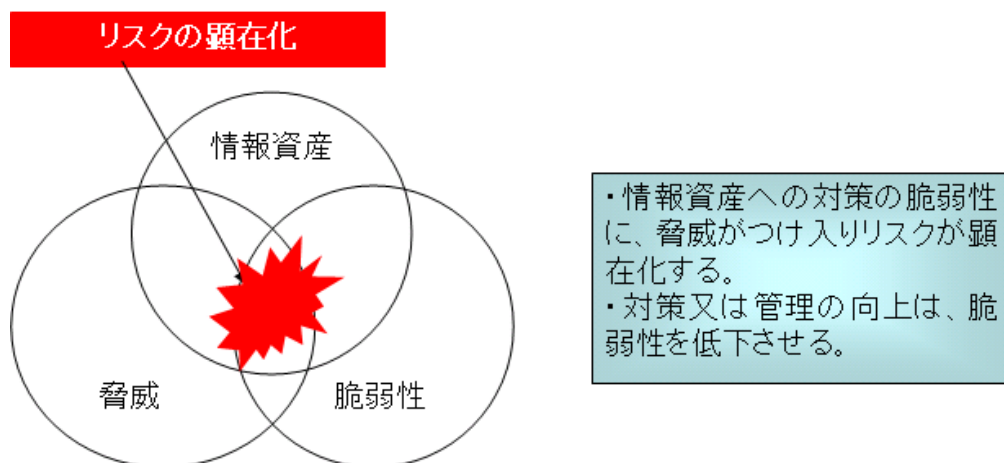 リスクの顕在化
情報資産
脅威
脆弱性
・情報資産への対策の脆弱性
に、脅威がつけ入りリスクが顕
在化する。
・対策又は管理の向上は、脆
弱性を低下させる。